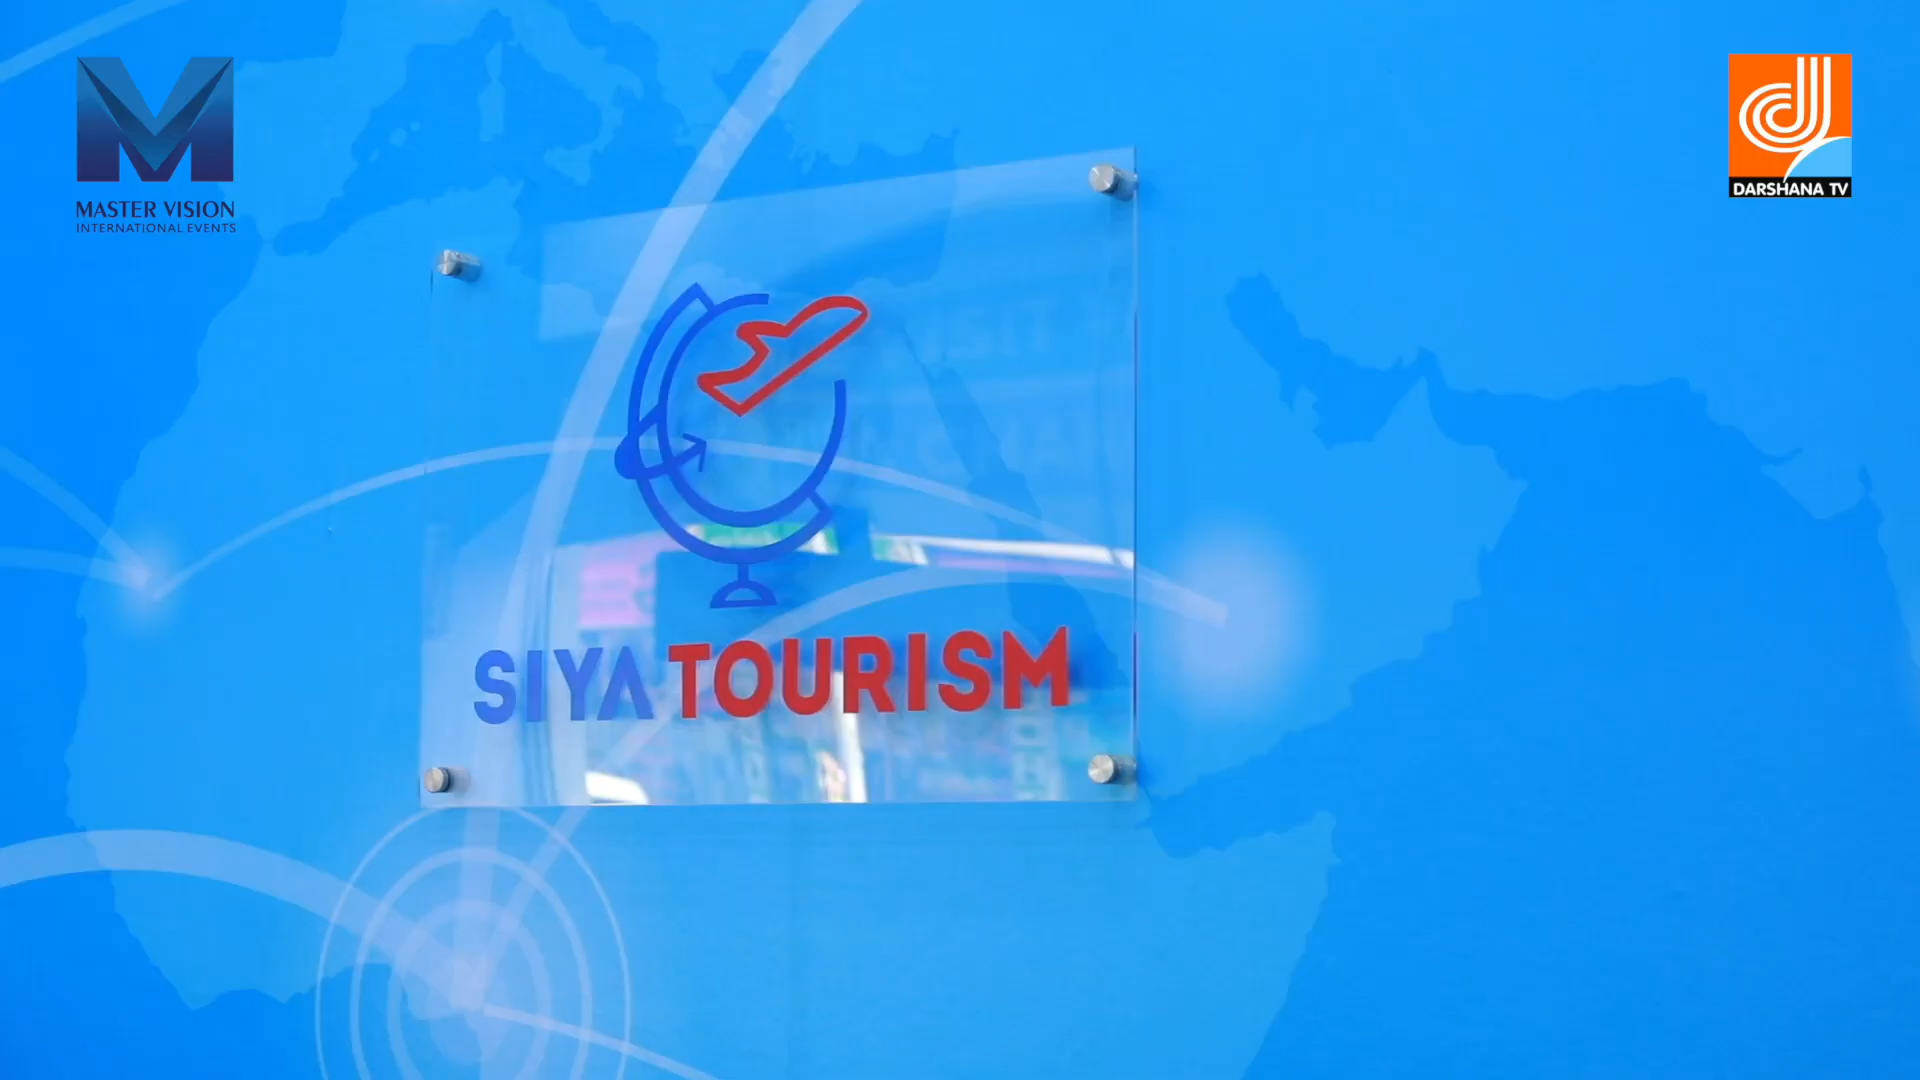 MASTER VISION
INTERNATIONAL EVENTS
DARSHANA TV
SIYA TOURISM